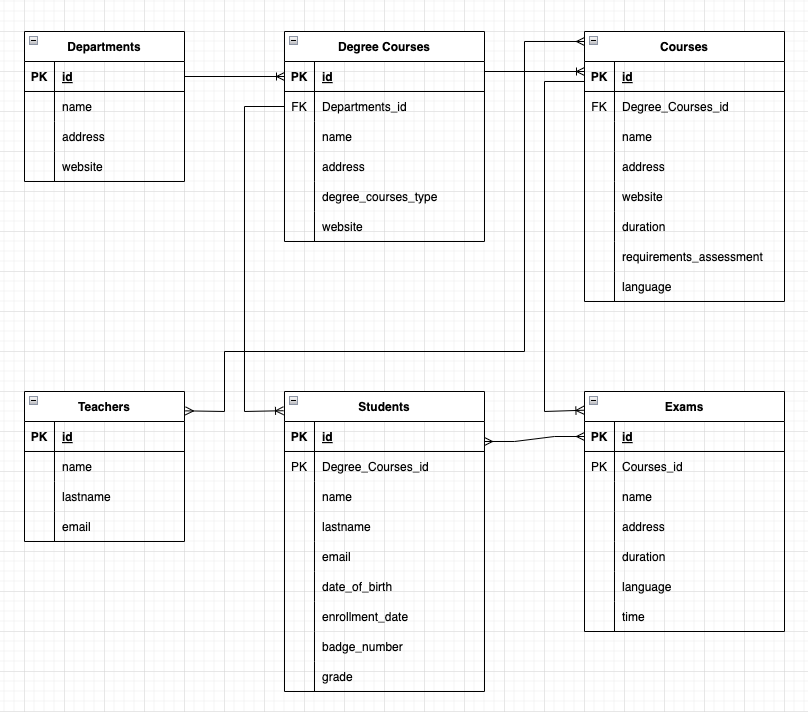 Departments
PK id
name
address
website
Degree Courses
PK id
FK Departments_id
name
address
degree_courses_type
website
Courses
PK id
FK Degree_Courses_id
name
address
website
duration
requirements_assessment
language
Teachers
PK id
name
lastname
email
Students
PK id
PK Degree_Courses_id
name
lastname
email
date_of_birth
enrollment_date
badge_number
grade
Exams
PK id
PK Courses_id
name
address
duration
language
time